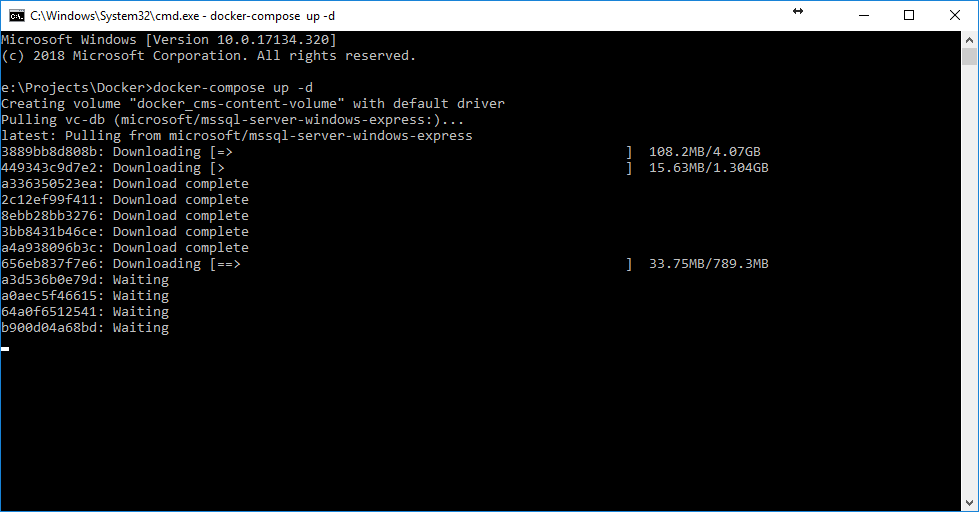 C:\Windows\System32\cmd.exe - docker-compose  up -d
Microsoft Windows [Version 10.0.17134.320]
(c) 2018 Microsoft Corporation. All rights reserved.
e:\Projects\Docker>docker-compose up -d
Creating volume "docker_cms-content-volume" with default driver
Pulling vc-db (microsoft/mssql-server-windows-express:)...
latest: Pulling from microsoft/mssql-server-windows-express
3889bb8d808b: Downloading [=>                                                  ]  108.2MB/4.07GB
449343c9d7e2: Downloading [>                                                   ]  15.63MB/1.304GB
a336350523ea: Download complete
2c12ef99f411: Download complete
8ebb28bb3276: Download complete
3bb8431b46ce: Download complete
a4a938096b3c: Download complete
656eb837f7e6: Downloading [==>                                                 ]  33.75MB/789.3MB
a3d536b0e79d: Waiting
a0aec5f46615: Waiting
64a0f6512541: Waiting
b900d04a68bd: Waiting